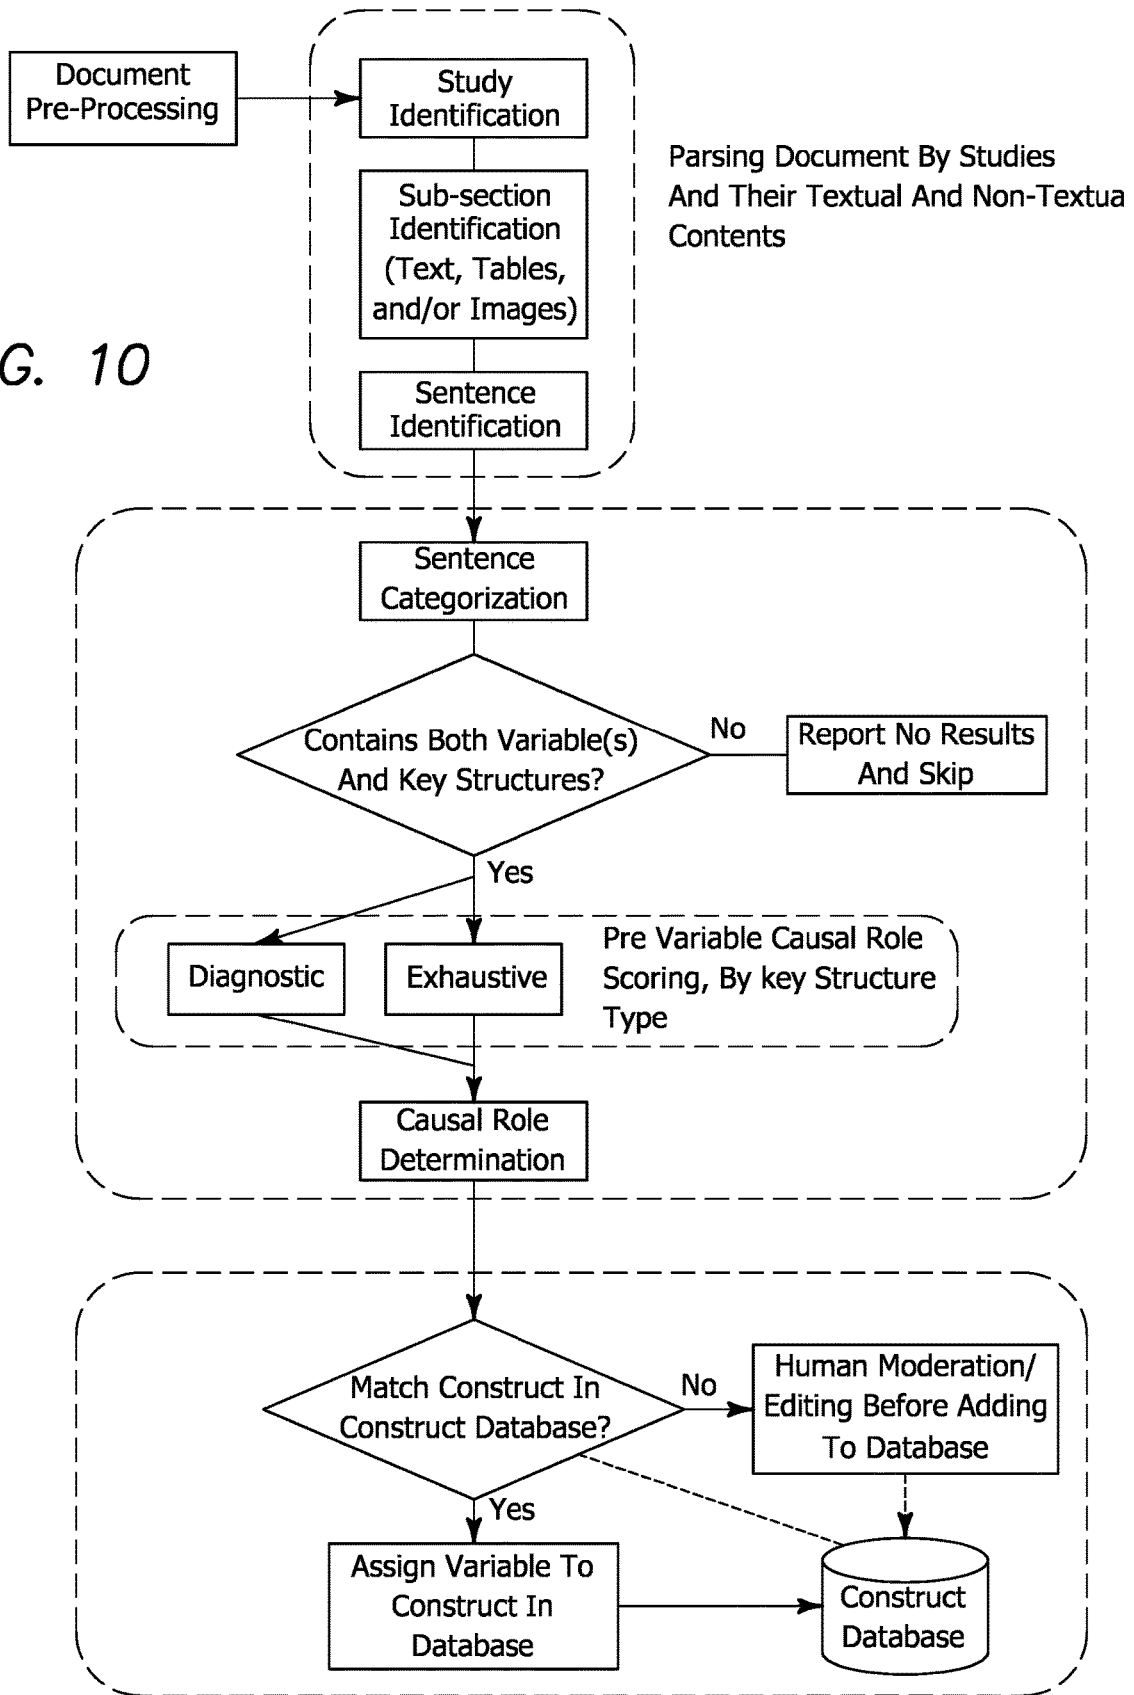 Document
Pre-Processing
Study
Identification
Sub-section
Identification
(Text, Tables,
and/or Images)
Sentence
Identification
Parsing Document By Studies
And Their Textual And Non-Textua
Contents
G. 10
Sentence
Categorization
Contains Both Variable(s)
And Key Structures?
No
Report No Results
And Skip
Yes
Diagnostic
Exhaustive
Pre Variable Causal Role
Scoring, By key Structure
Type
Causal Role
Determination
Match Construct In
Construct Database?
No
Human Moderation/
Editing Before Adding
To Database
Yes
Assign Variable To
Construct In
Database
Construct
Database